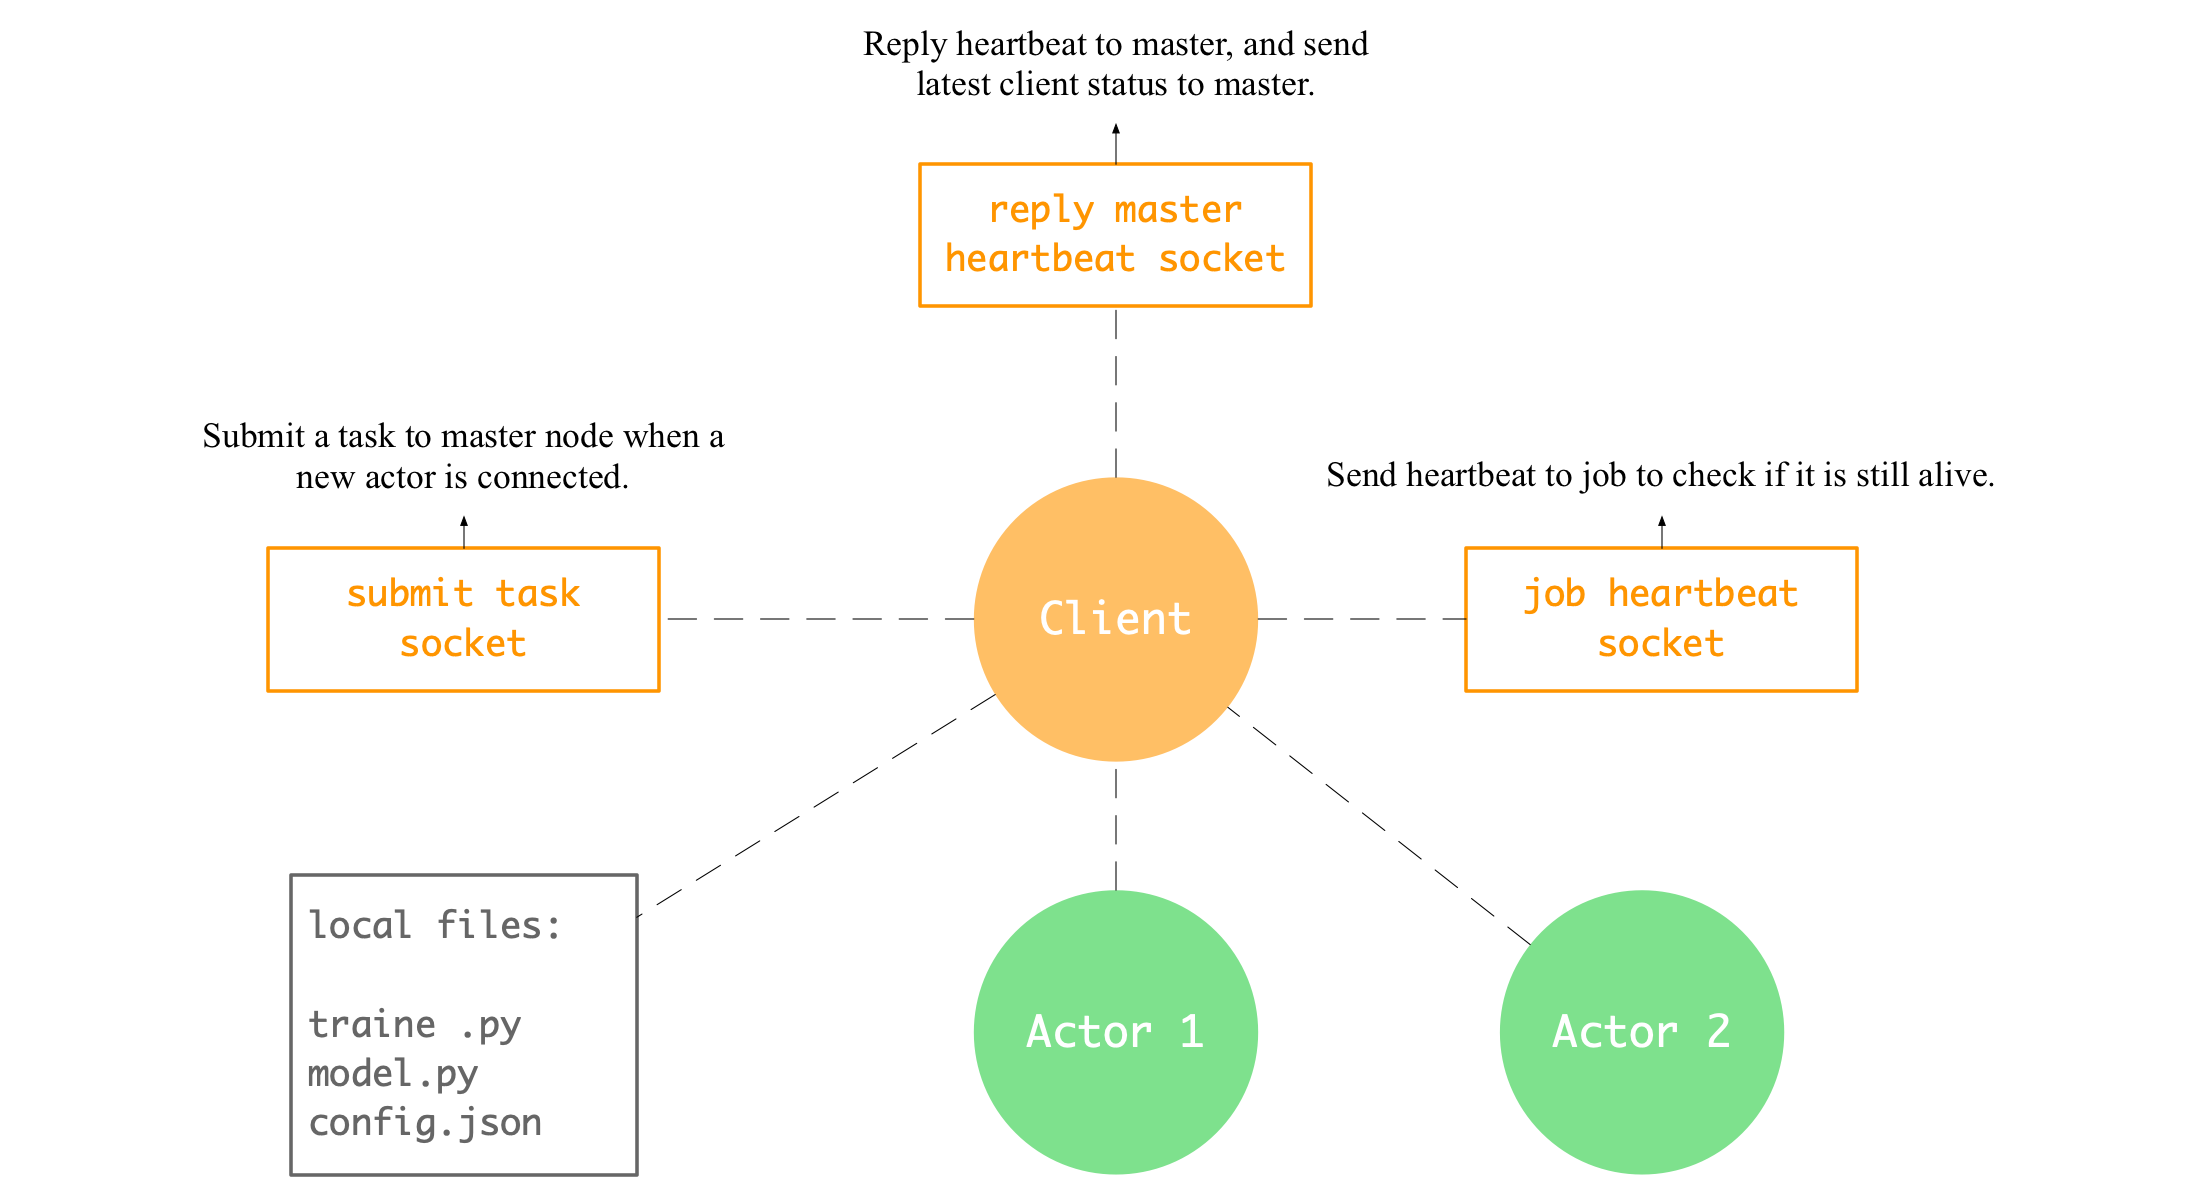 Reply heartbeat to master, and send
latest client status to master.
reply master
heartbeat socket
Submit a task to master node when a
new actor is connected.
submit task
socket
Client
Send heartbeat to job to check if it is still alive.
job heartbeat
socket
local files:
traine .py
model.py
config.json
Actor 1
Actor 2